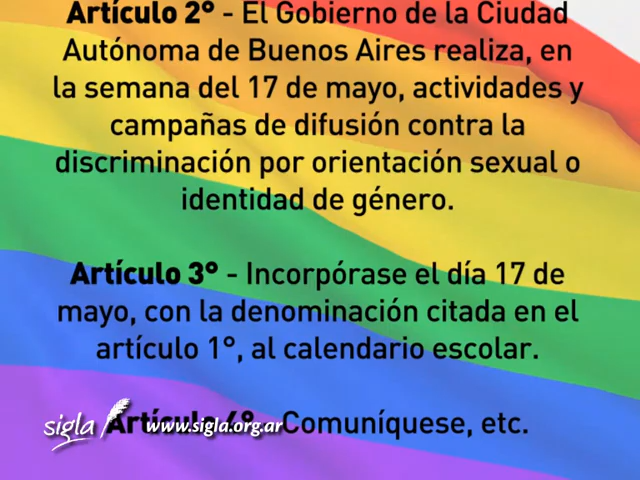 Artículo 2° - El Gobierno de la Ciudad
Autónoma de Buenos Aires realiza, en
la semana del 17 de mayo, actividades y
campañas de difusión contra la
discriminación por orientación sexual o
identidad de género.
Artículo 3° - Incorpórase el día 17 de
mayo, con la denominación citada en el
artículo 1°, al calendario escolar.
Artículo 4° - Comuníquese, etc.
sigla www.sigla.org.ar